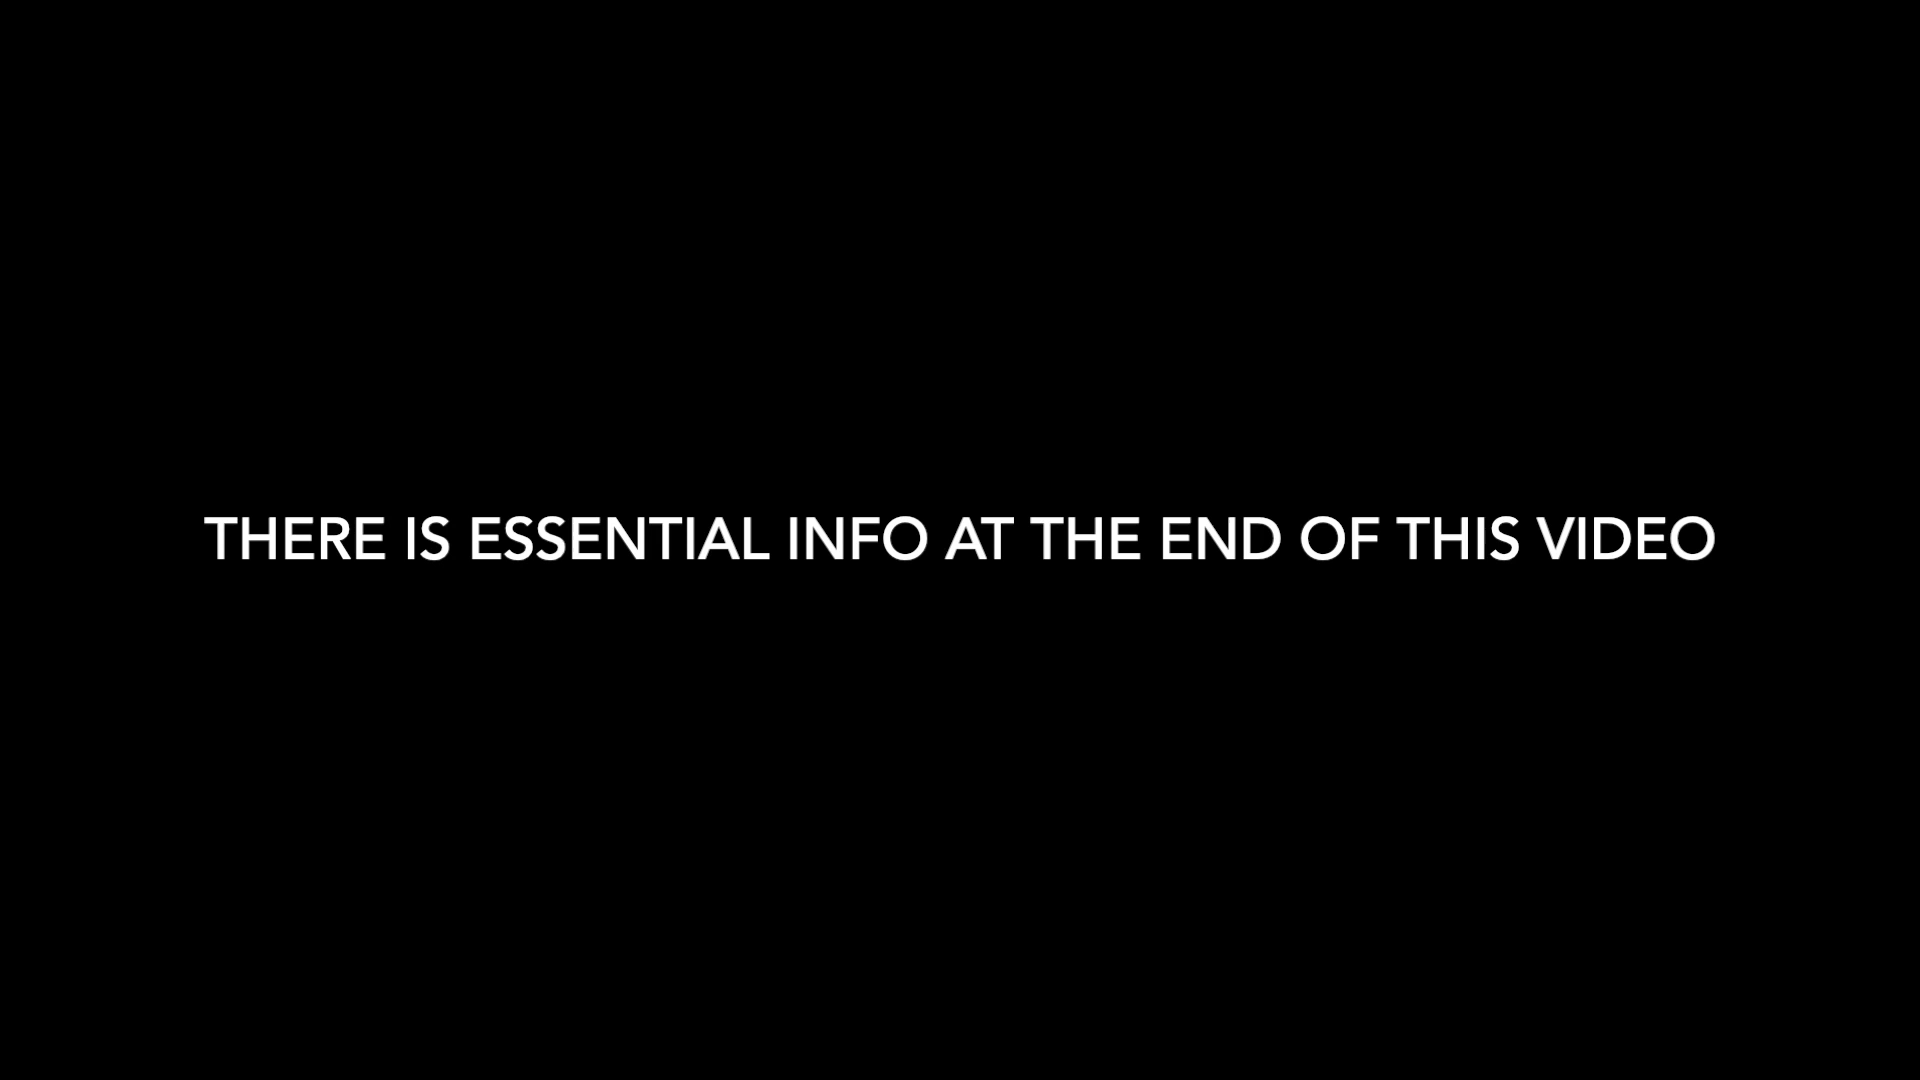 THERE IS ESSENTIAL INFO AT THE END OF THIS VIDEO